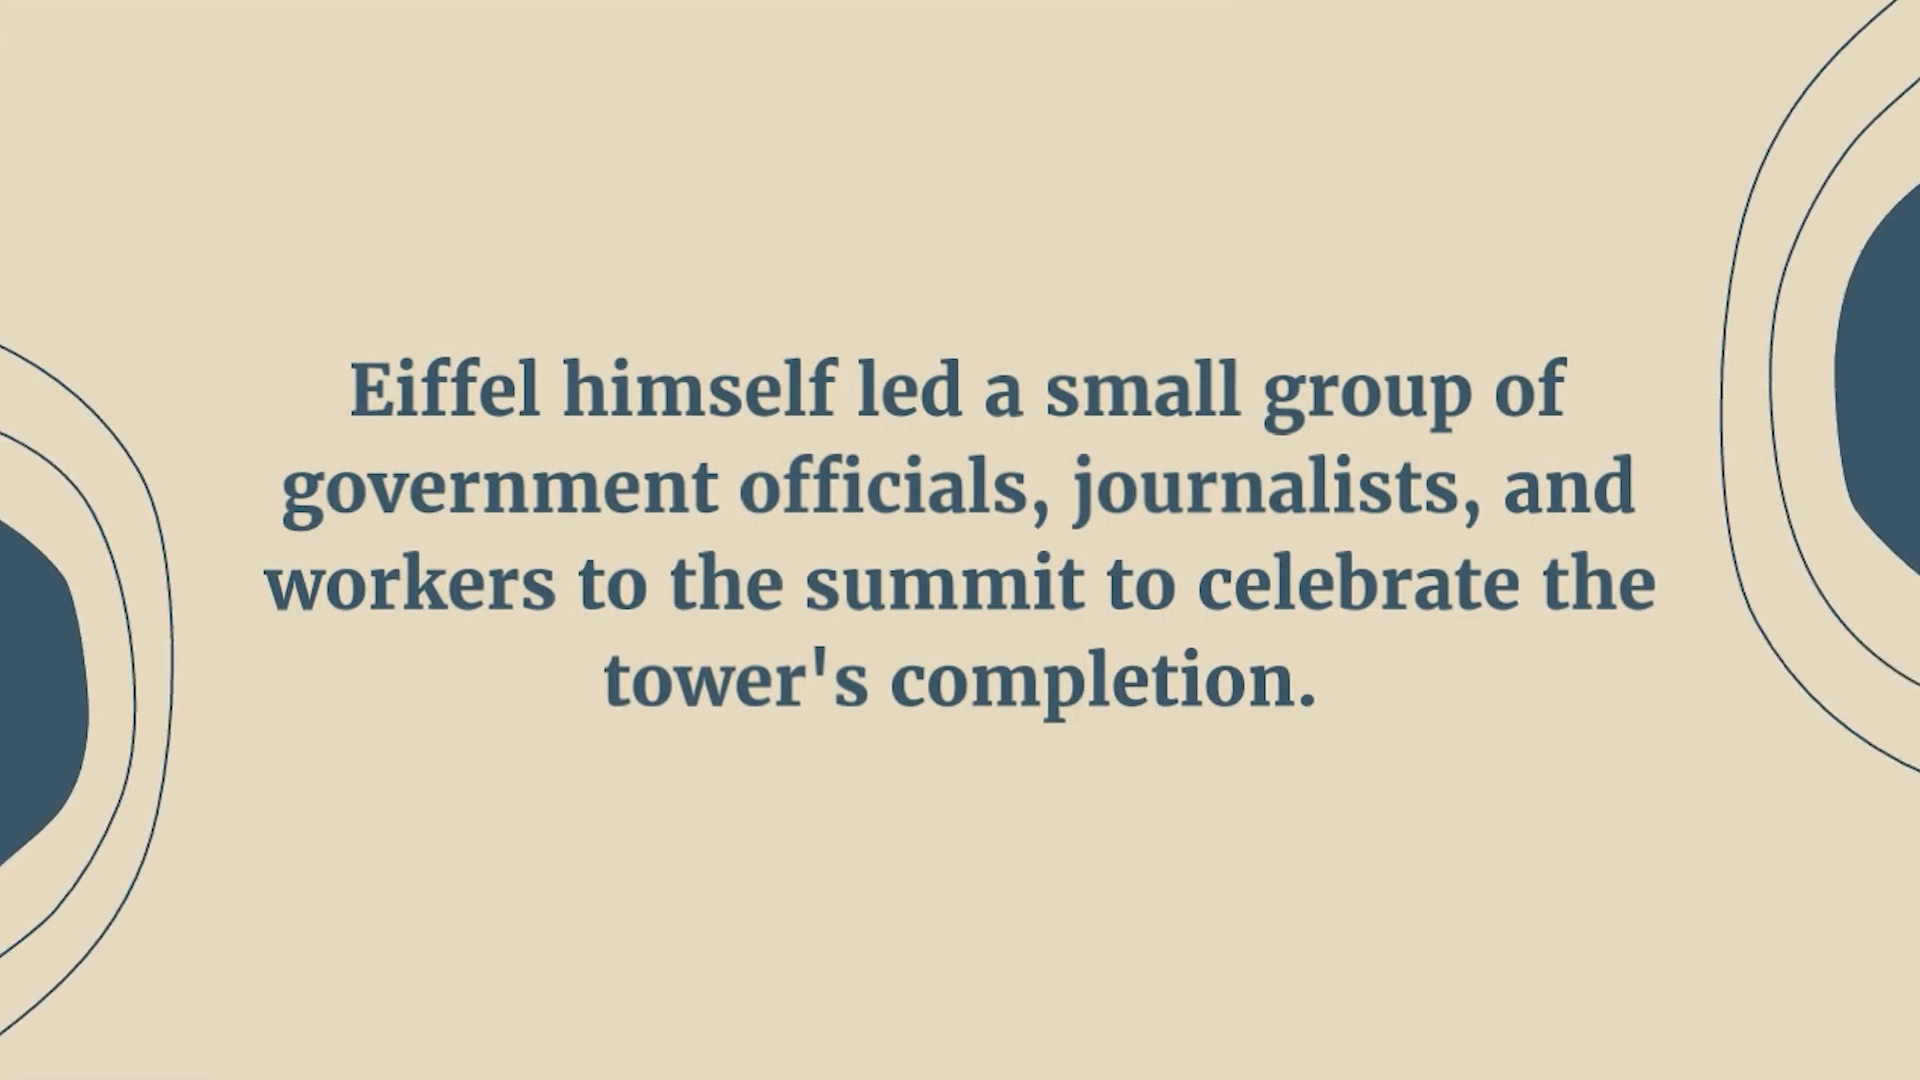 Eiffel himself led a small group of
government officials, journalists, and
workers to the summit to celebrate the
tower's completion.